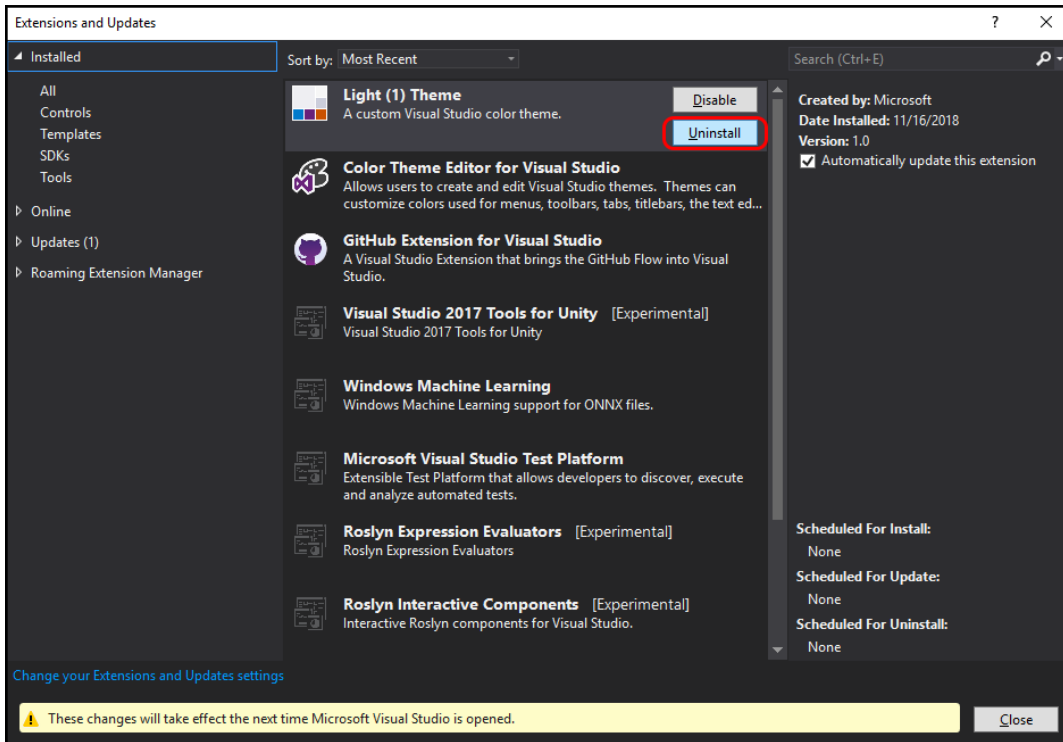 Extensions and Updates
Installed
All
Controls
Templates
SDKs
Tools
Online
Updates (1)
Roaming Extension Manager
Sort by: Most Recent
Light (1) Theme
A custom Visual Studio color theme.
Disable
Uninstall
Color Theme Editor for Visual Studio
Allows users to create and edit Visual Studio themes. Themes can
customize colors used for menus, toolbars, tabs, titlebars, the text ed...
GitHub Extension for Visual Studio
A Visual Studio Extension that brings the GitHub Flow into Visual
Studio.
Visual Studio 2017 Tools for Unity [Experimental]
Visual Studio 2017 Tools for Unity
Windows Machine Learning
Windows Machine Learning support for ONNX files.
Microsoft Visual Studio Test Platform
Extensible Test Platform that allows developers to discover, execute
and analyze automated tests.
Roslyn Expression Evaluators [Experimental]
Roslyn Expression Evaluators
Roslyn Interactive Components [Experimental]
Interactive Roslyn components for Visual Studio.
Search (Ctrl+E)
Created by: Microsoft
Date Installed: 11/16/2018
Version: 1.0
Automatically update this extension
Scheduled For Install:
None
Scheduled For Update:
None
Scheduled For Uninstall:
None
Change your Extensions and Updates settings
These changes will take effect the next time Microsoft Visual Studio is opened.
Close